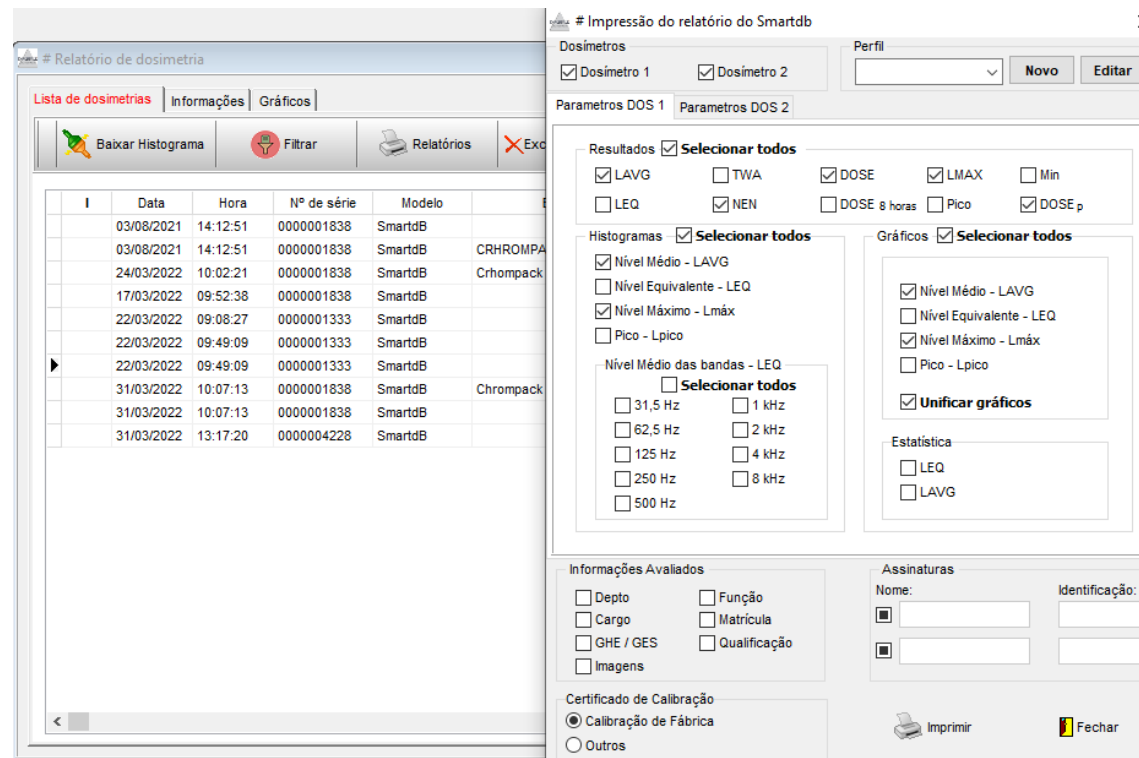 # Relatório de dosimetria
Lista de dosimetrias Informações Gráficos
Baixar Histograma Filtrar Relatórios Exc
I Data Hora Nº de série Modelo E
03/08/2021 14:12:51 0000001838 SmartdB
03/08/2021 14:12:51 0000001838 SmartdB CRHROMPA
24/03/2022 10:02:21 0000001838 SmartdB Crhompack
17/03/2022 09:52:38 0000001838 SmartdB
22/03/2022 09:08:27 0000001333 SmartdB
22/03/2022 09:49:09 0000001333 SmartdB
22/03/2022 09:49:09 0000001333 SmartdB
31/03/2022 10:07:13 0000001838 SmartdB Chrompack
31/03/2022 10:07:13 0000001838 SmartdB
31/03/2022 13:17:20 0000004228 SmartdB
# Impressão do relatório do Smartdb
Dosímetros
Dosímetro 1 Dosímetro 2
Perfil
Novo Editar
Parametros DOS 1 Parametros DOS 2
Resultados Selecionar todos
LAVG TWA DOSE LMAX Min
LEQ NEN DOSE 8 horas Pico DOSE p
Histogramas Selecionar todos
Nível Médio - LAVG
Nível Equivalente - LEQ
Nível Máximo - Lmáx
Pico - Lpico
Nível Médio das bandas - LEQ
Selecionar todos
31,5 Hz 1 kHz
62,5 Hz 2 kHz
125 Hz 4 kHz
250 Hz 8 kHz
500 Hz
Gráficos Selecionar todos
Nível Médio - LAVG
Nível Equivalente - LEQ
Nível Máximo - Lmáx
Pico - Lpico
Unificar gráficos
Estatística
LEQ
LAVG
Informações Avaliados
Depto Função
Cargo Matrícula
GHE / GES Qualificação
Imagens
Assinaturas
Nome: Identificação:
Certificado de Calibração
Calibração de Fábrica
Outros
Imprimir Fechar